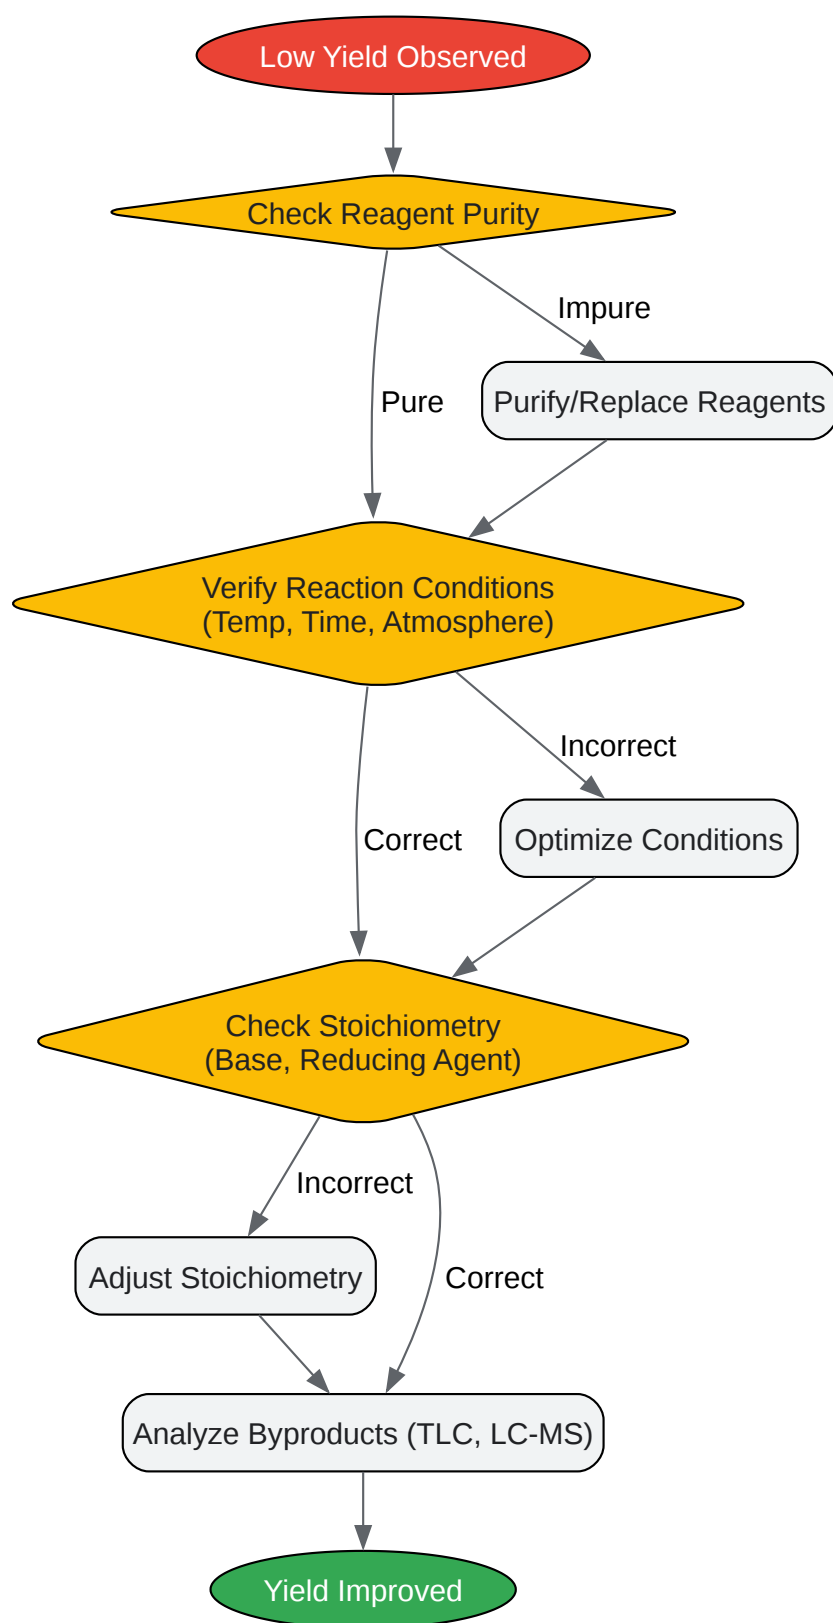 Low Yield Observed
Check Reagent Purity
Impure
Pure
Purify/Replace Reagents
Verify Reaction Conditions
(Temp, Time, Atmosphere)
Incorrect
Correct
Optimize Conditions
Check Stoichiometry
(Base, Reducing Agent)
Incorrect
Adjust Stoichiometry
Correct
Analyze Byproducts (TLC, LC-MS)
Yield Improved